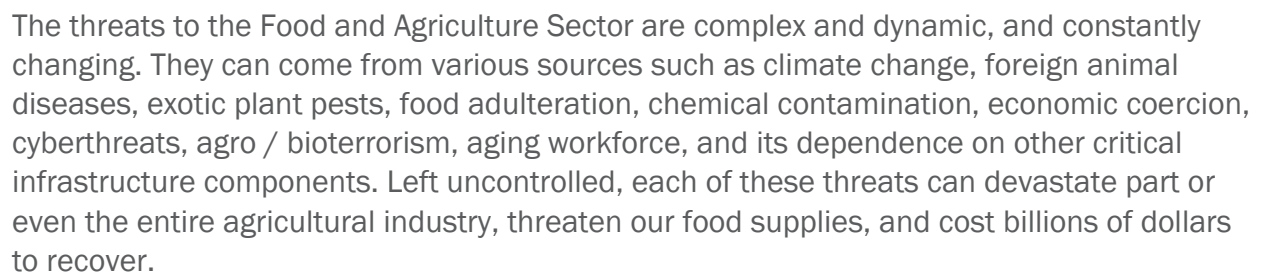 The threats to the Food and Agriculture Sector are complex and dynamic, and constantly
changing. They can come from various sources such as climate change, foreign animal
diseases, exotic plant pests, food adulteration, chemical contamination, economic coercion,
cyberthreats, agro / bioterrorism, aging workforce, and its dependence on other critical
infrastructure components. Left uncontrolled, each of these threats can devastate part or
even the entire agricultural industry, threaten our food supplies, and cost billions of dollars
to recover.